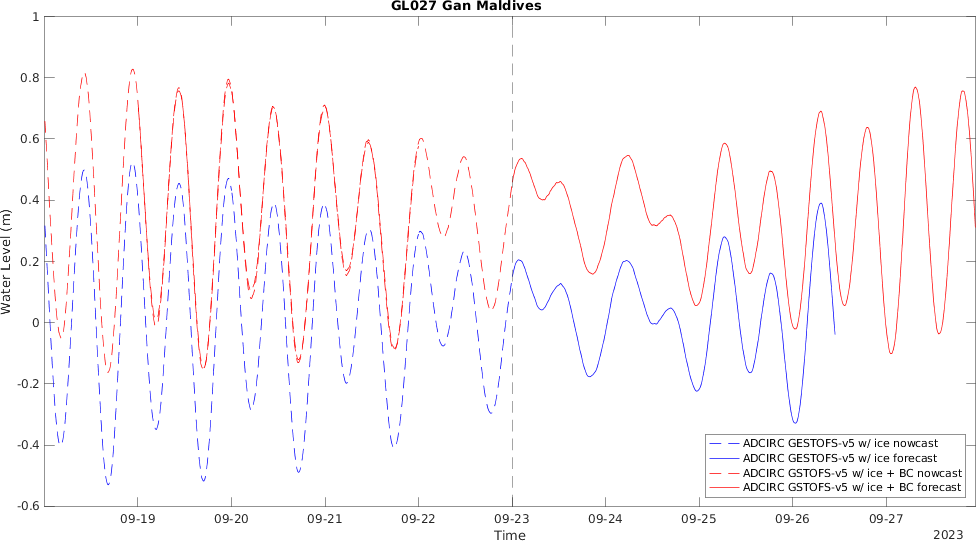 GL027 Gan Maldives
1
0.8
0.6
0.4
0.2
0
-0.2
-0.4
-0.6
Water Level (m)
ADCIRC GESTOFS-v5 w/ ice nowcast
ADCIRC GESTOFS-v5 w/ ice forecast
ADCIRC GSTOFS-v5 w/ ice + BC nowcast
ADCIRC GSTOFS-v5 w/ ice + BC forecast
09-19 09-20 09-21 09-22 09-23 09-24 09-25 09-26 09-27
Time
2023